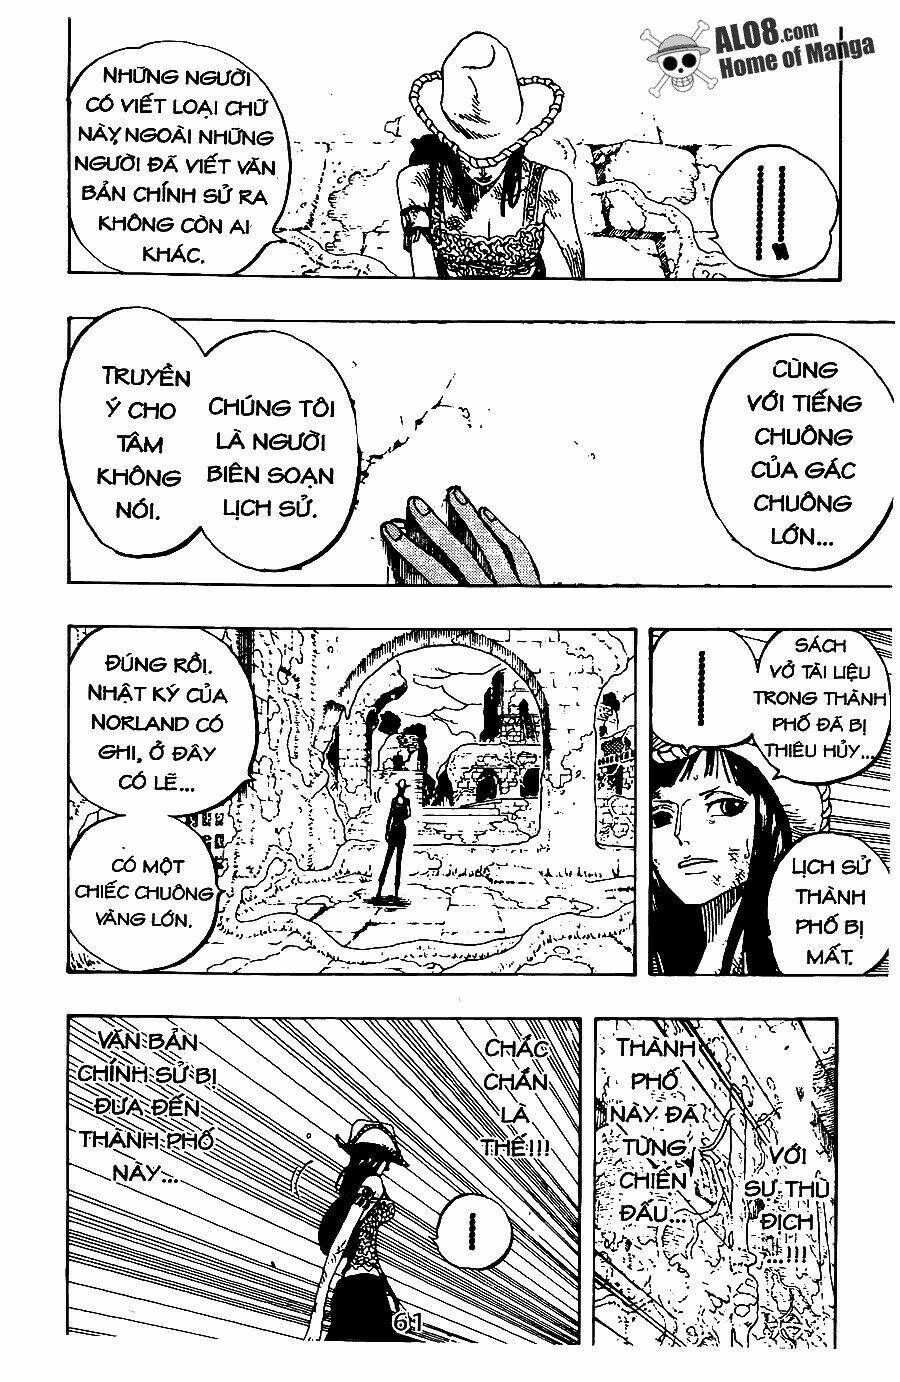 ALO8.com
Home of Manga
NHỮNG NGƯỜI
CÓ VIẾT LOẠI CHỮ
NÀY, NGOÀI NHỮNG
NGƯỜI ĐÃ VIẾT VĂN
BẢN CHÍNH SỬ RA
KHÔNG CÒN AI
KHÁC.
CÙNG
VỚI TIẾNG
CHUÔNG
CỦA GÁC
CHUÔNG
LỚN...
CHÚNG TÔI
LÀ NGƯỜI
BIÊN SOẠN
LỊCH SỬ.
TRUYỀN
Ý CHO
TÂM
KHÔNG
NÓI.
SÁCH
VỞ TÀI LIỆU
TRONG THÀNH
PHỐ ĐÃ BỊ
THIÊU HỦY...
LỊCH SỬ
THÀNH
PHỐ BỊ
MẤT.
ĐÚNG RỒI.
NHẬT KÝ CỦA
NORLAND CÓ
GHI, Ở ĐÂY
CÓ LẼ...
CÓ MỘT
CHIẾC CHUÔNG
VÀNG LỚN.
THÀNH
PHỐ
NÀY ĐÃ
TỪNG
CHIẾN
ĐẤU...
VỚI
SỰ THÙ
ĐỊCH
...!!!
CHẮC
CHẮN
LÀ
THẾ!!!
VĂN BẢN
CHÍNH SỬ BỊ
ĐƯA ĐẾN
THÀNH PHỐ
NÀY...
61